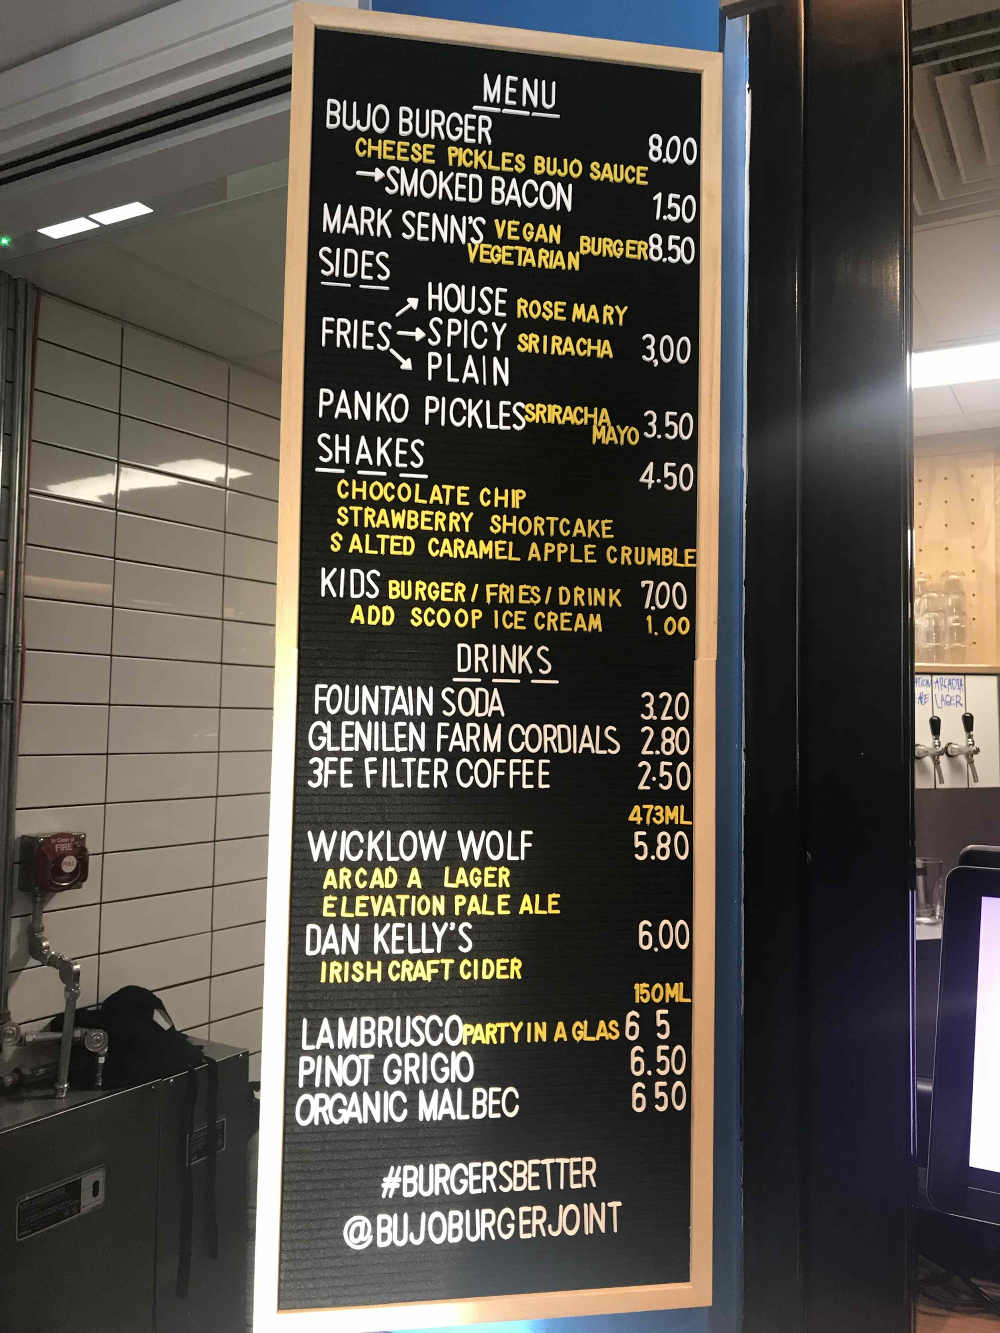 MENU
BUJO BURGER 8.00
CHEESE PICKLES BUJO SAUCE
→SMOKED BACON 1.50
MARK SENN'S VEGAN VEGETARIAN BURGER 8.50
SIDES
HOUSE ROSE MARY
FRIES → SPICY SRIRACHA 3,00
PLAIN
PANKO PICKLES SRIRACHA MAYO 3.50
SHAKES 4.50
CHOCOLATE CHIP
STRAWBERRY SHORTCAKE
SALTED CARAMEL APPLE CRUMBLE
KIDS BURGER / FRIES / DRINK 7.00
ADD SCOOP ICE CREAM 1.00
DRINKS
FOUNTAIN SODA 3.20
GLENILEN FARM CORDIALS 2.80
3FE FILTER COFFEE 2.50
473ML
WICKLOW WOLF 5.80
ARCAD A LAGER
ELEVATION PALE ALE
DAN KELLY'S 6.00
IRISH CRAFT CIDER
150ML
LAMBRUSCO PARTY IN A GLAS 6 5
PINOT GRIGIO 6.50
ORGANIC MALBEC 6 50
#BURGERSBETTER
@BUJOBURGERJOINT
FIRE
ARCADIA
LAGER